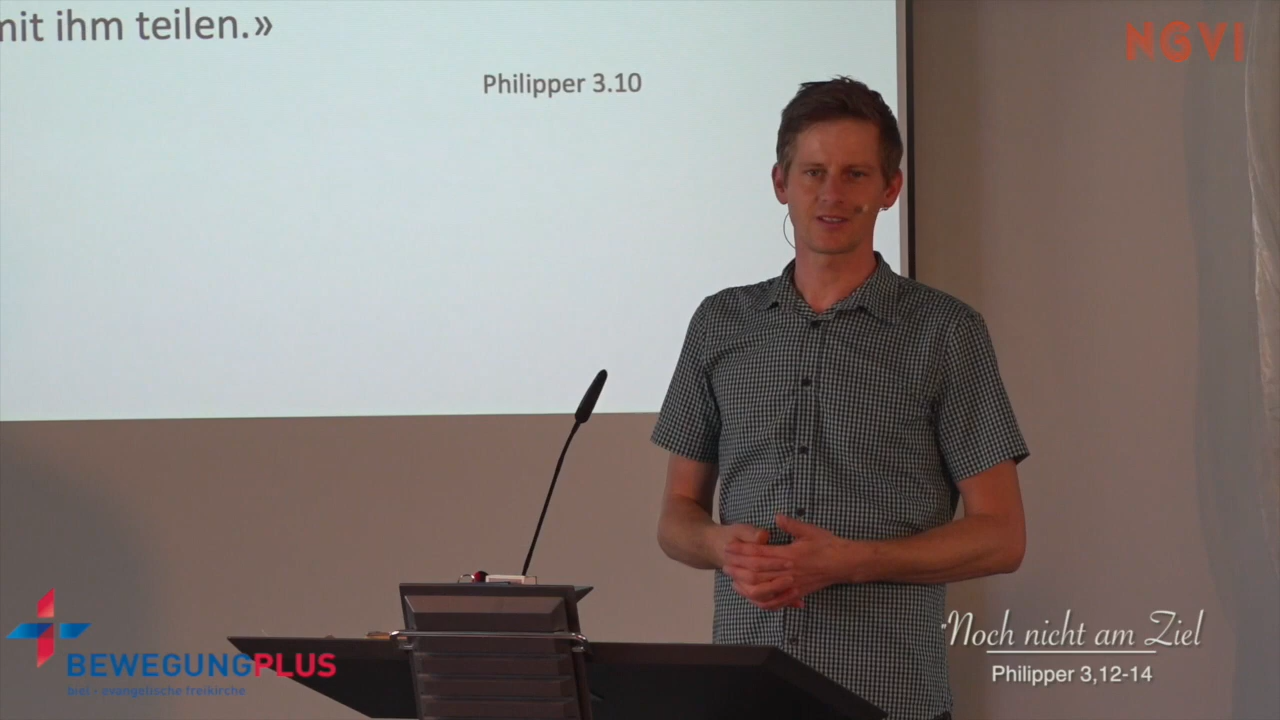 mit ihm teilen.»
Philipper 3.10
NGVI
BEWEGUNGPLUS
biel - evangelische freikirche
"Noch nicht am Ziel
Philipper 3,12-14